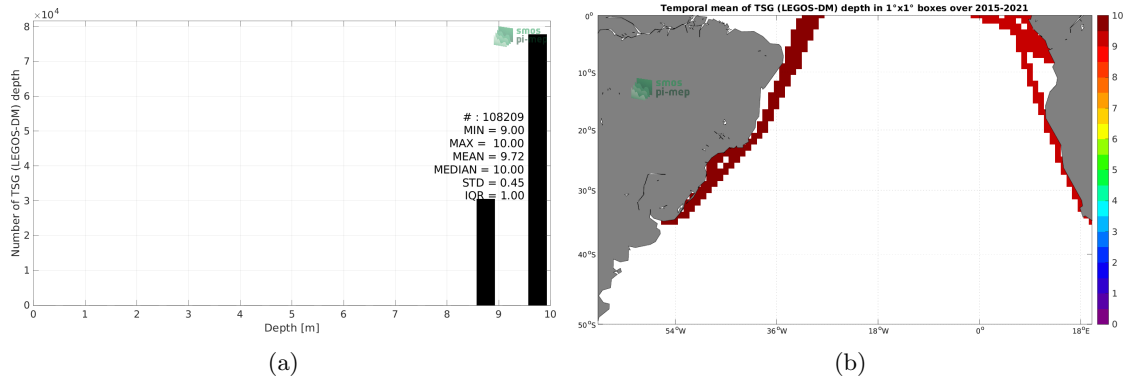 ×10⁴
8
7
6
5
4
3
2
1
0
Number of TSG (LEGOS-DM) depth
smos
pi-mep
# : 108209
MIN = 9.00
MAX = 10.00
MEAN = 9.72
MEDIAN = 10.00
STD = 0.45
IQR = 1.00
0 1 2 3 4 5 6 7 8 9 10
Depth [m]
(a)
Temporal mean of TSG (LEGOS-DM) depth in 1°x1° boxes over 2015-2021
0°
10°S
20°S
30°S
40°S
50°S
smos
pi-mep
54°W 36°W 18°W 0° 18°E
10
9
8
7
6
5
4
3
2
1
0
(b)